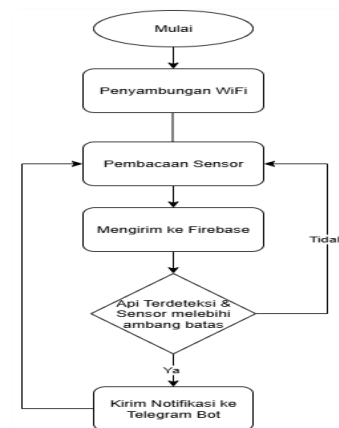 Mulai
Penyambungan WiFi
Pembacaan Sensor
Mengirim ke Firebase
Tidak
Api Terdeteksi &
Sensor melebihi
ambang batas
Ya
Kirim Notifikasi ke
Telegram Bot